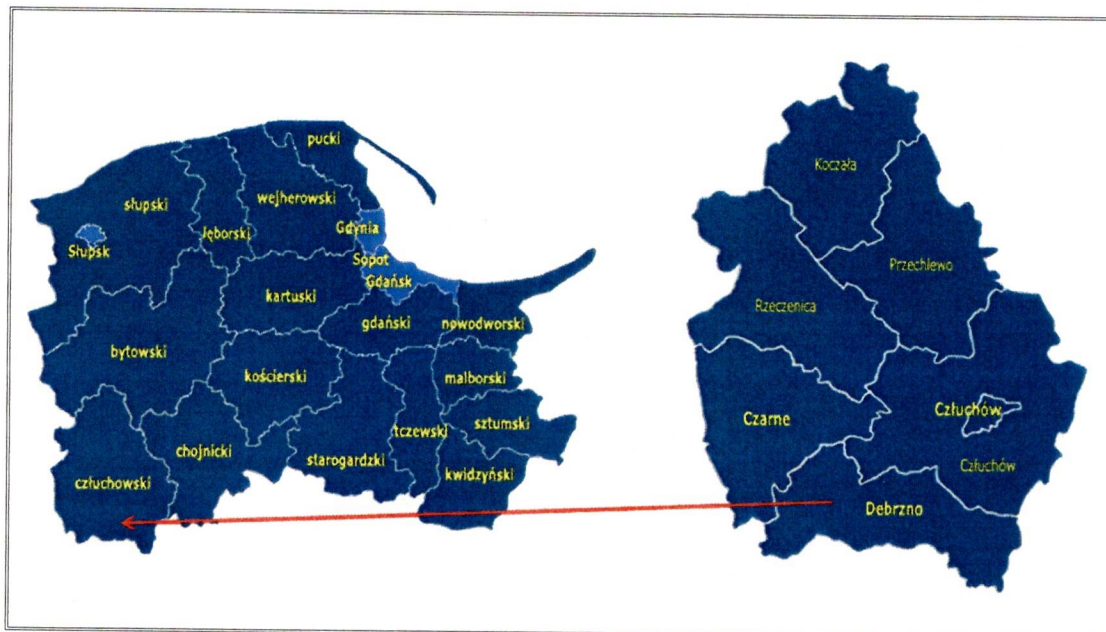 pucki
słupski
wejherowski
Słupsk
lęborski
Gdynia
Sopot
Gdańsk
kartuski
gdański
nowodworski
bytowski
kościerski
malborski
sztumski
tczewski
chojnicki
starogardzki
kwidzyński
człuchowski
Koczała
Przechlewo
Rzeczenica
Czarne
Człuchów
Człuchów
Debrzno